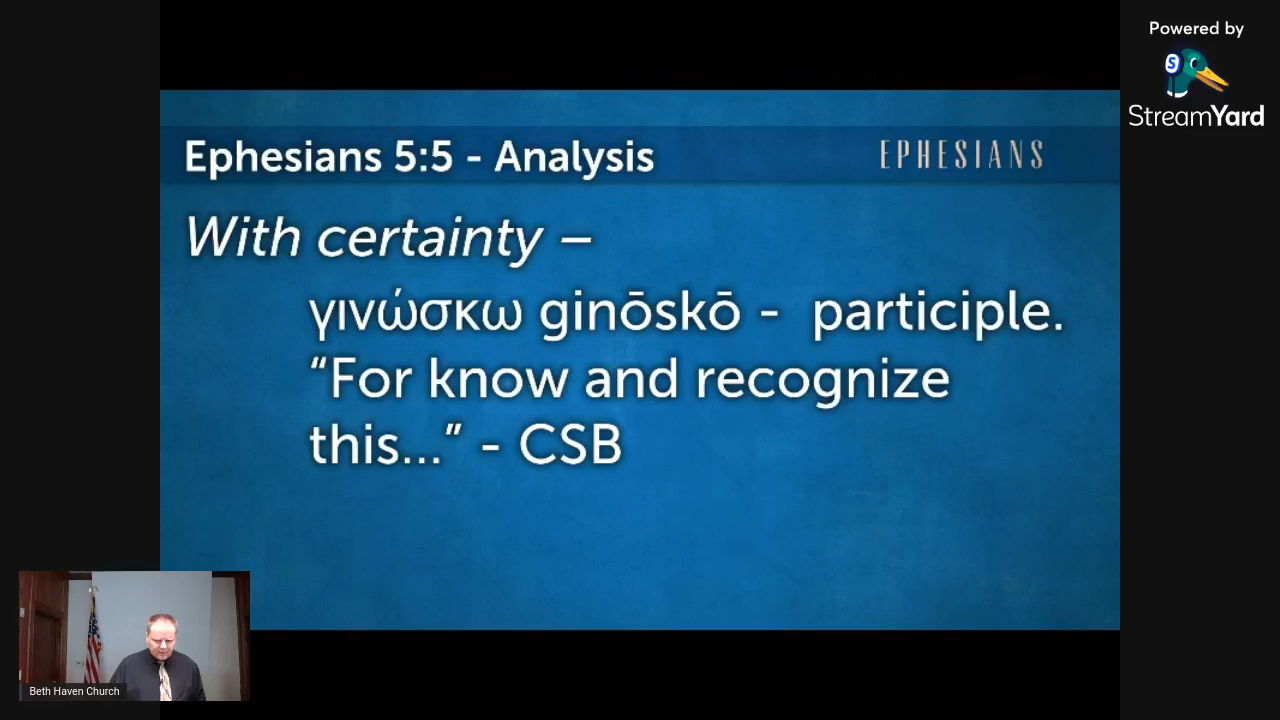 Powered by
StreamYard
Ephesians 5:5 - Analysis
EPHESIANS
With certainty –
γινώσκω ginōskō - participle.
“For know and recognize
this…” - CSB
Beth Haven Church